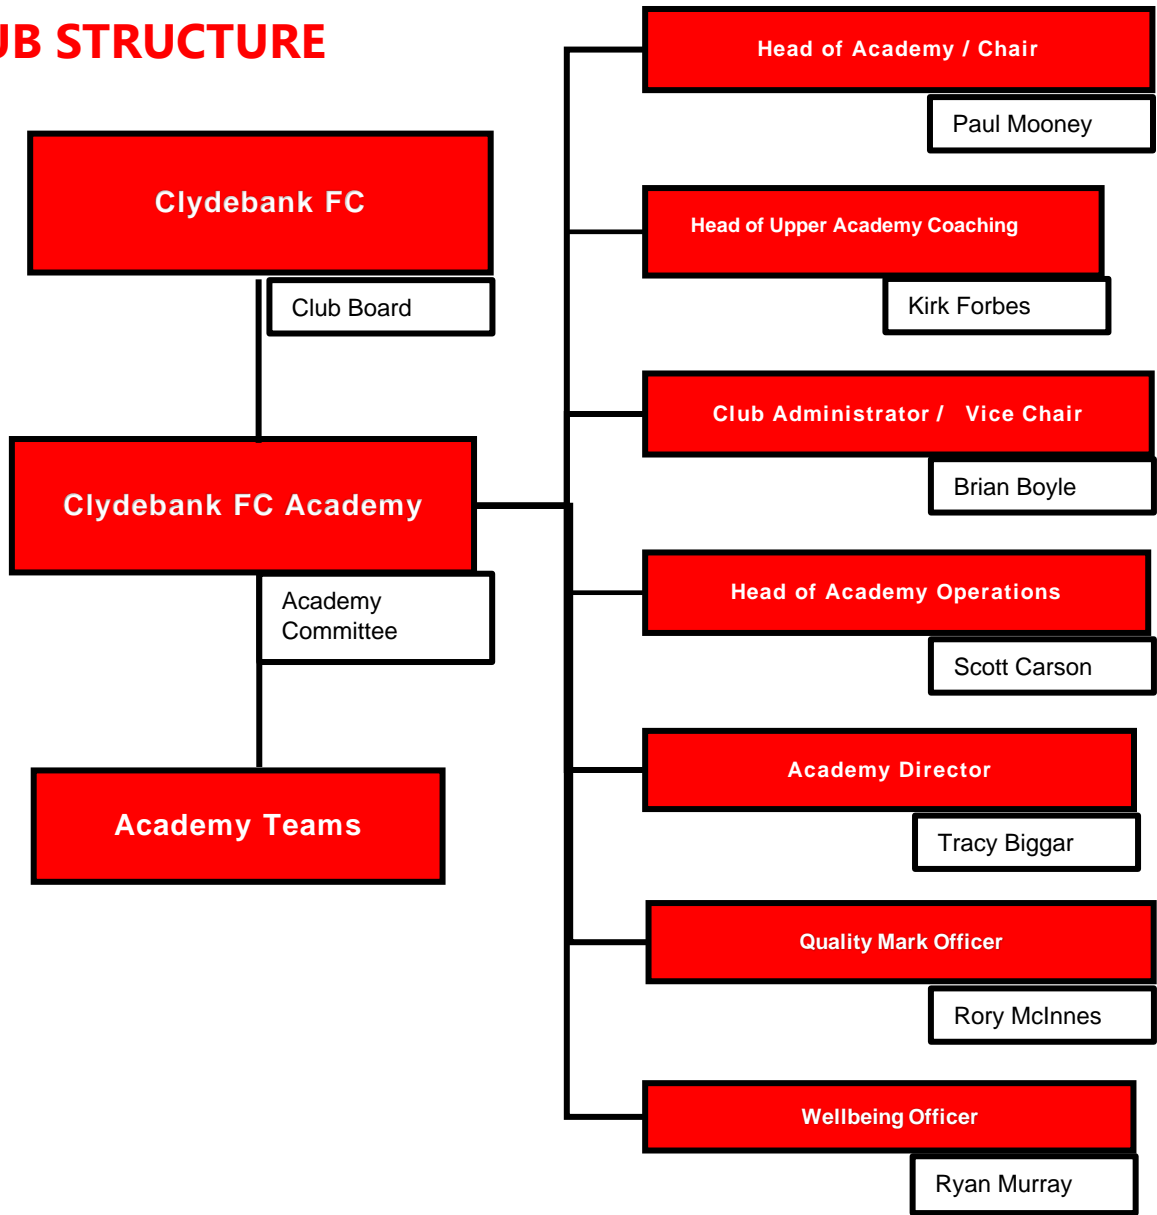 UB STRUCTURE
Clydebank FC
Club Board
Clydebank FC Academy
Academy
Committee
Academy Teams
Head of Academy / Chair
Paul Mooney
Head of Upper Academy Coaching
Kirk Forbes
Club Administrator / Vice Chair
Brian Boyle
Head of Academy Operations
Scott Carson
Academy Director
Tracy Biggar
Quality Mark Officer
Rory McInnes
Wellbeing Officer
Ryan Murray